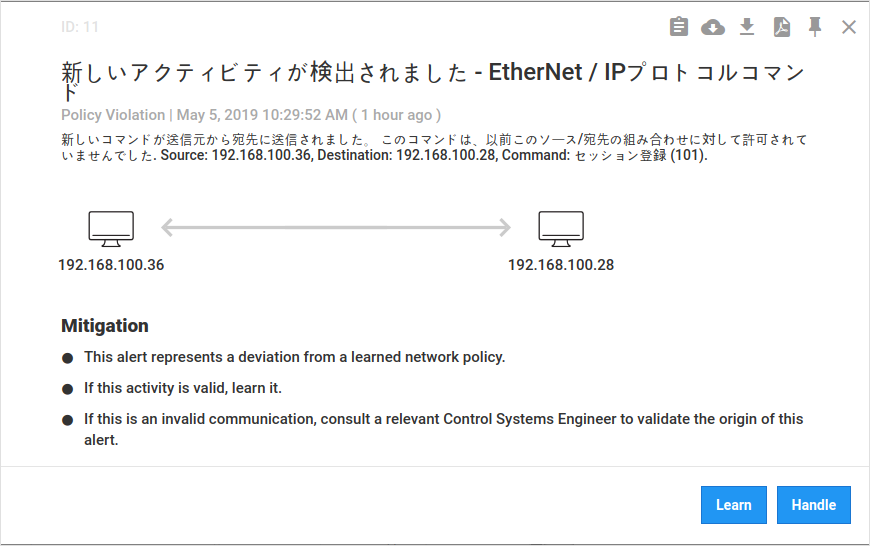 ID: 11
新しいアクティビティが検出されました - EtherNet / IPプロトコルコマン
ド
Policy Violation | May 5, 2019 10:29:52 AM ( 1 hour ago )
新しいコマンドが送信元から宛先に送信されました。 このコマンドは、以前このソース/宛先の組み合わせに対して許可されて
いませんでした. Source: 192.168.100.36, Destination: 192.168.100.28, Command: セッション登録 (101).
192.168.100.36
192.168.100.28
Mitigation
● This alert represents a deviation from a learned network policy.
● If this activity is valid, learn it.
● If this is an invalid communication, consult a relevant Control Systems Engineer to validate the origin of this
alert.
Learn
Handle